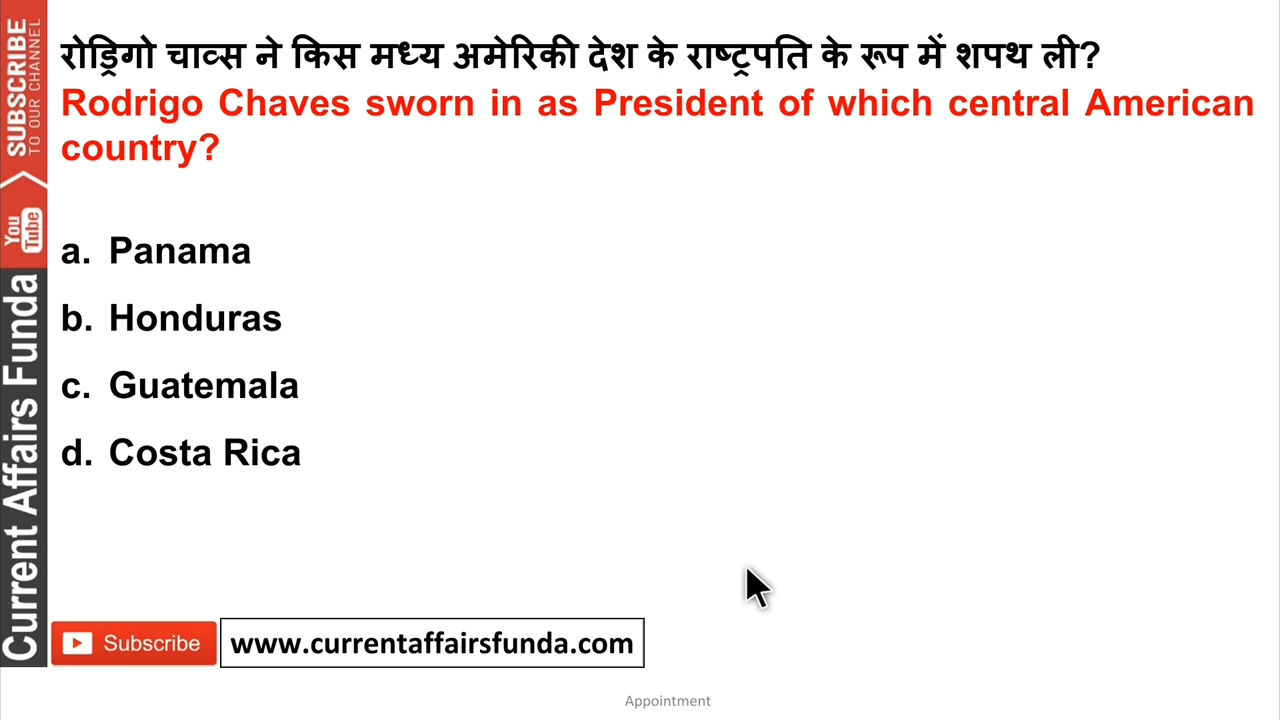 रोड्रिगो चाव्स ने किस मध्य अमेरिकी देश के राष्ट्रपति के रूप में शपथ ली?
Rodrigo Chaves sworn in as President of which central American
country?
a. Panama
b. Honduras
c. Guatemala
d. Costa Rica
SUBSCRIBE
TO OUR CHANNEL
You Tube
Current Affairs Funda
Subscribe
www.currentaffairsfunda.com
Appointment